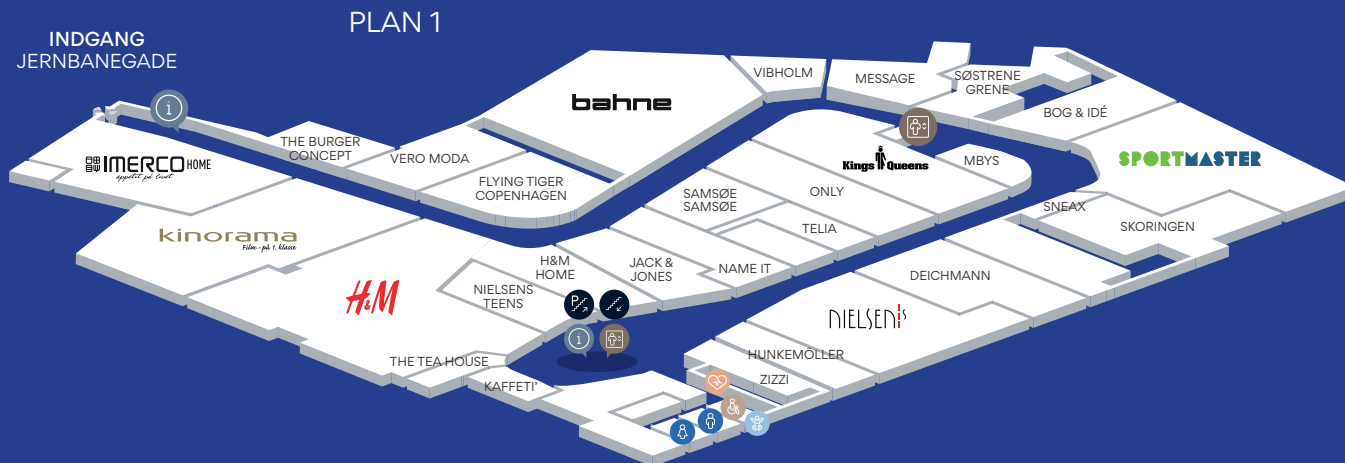 PLAN 1
INDGANG
JERNBANEGADE
VIBHOLM
MESSAGE
SØSTRENE
GRENE
bahne
BOG & IDÉ
THE BURGER
CONCEPT
VERO MODA
IMERCO HOME
appetit på livet
Kings Queens
MBYS
SPORTMASTER
FLYING TIGER
COPENHAGEN
SAMSØE
SAMSØE
ONLY
SNEAX
SKORINGEN
TELIA
kinorama
Film - på 1. klasse
H&M
HOME
JACK &
JONES
NAME IT
DEICHMANN
H&M
NIELSENS
TEENS
P
NIELSEN'S
i
i
THE TEA HOUSE
HUNKEMÖLLER
ZIZZI
KAFFETI'